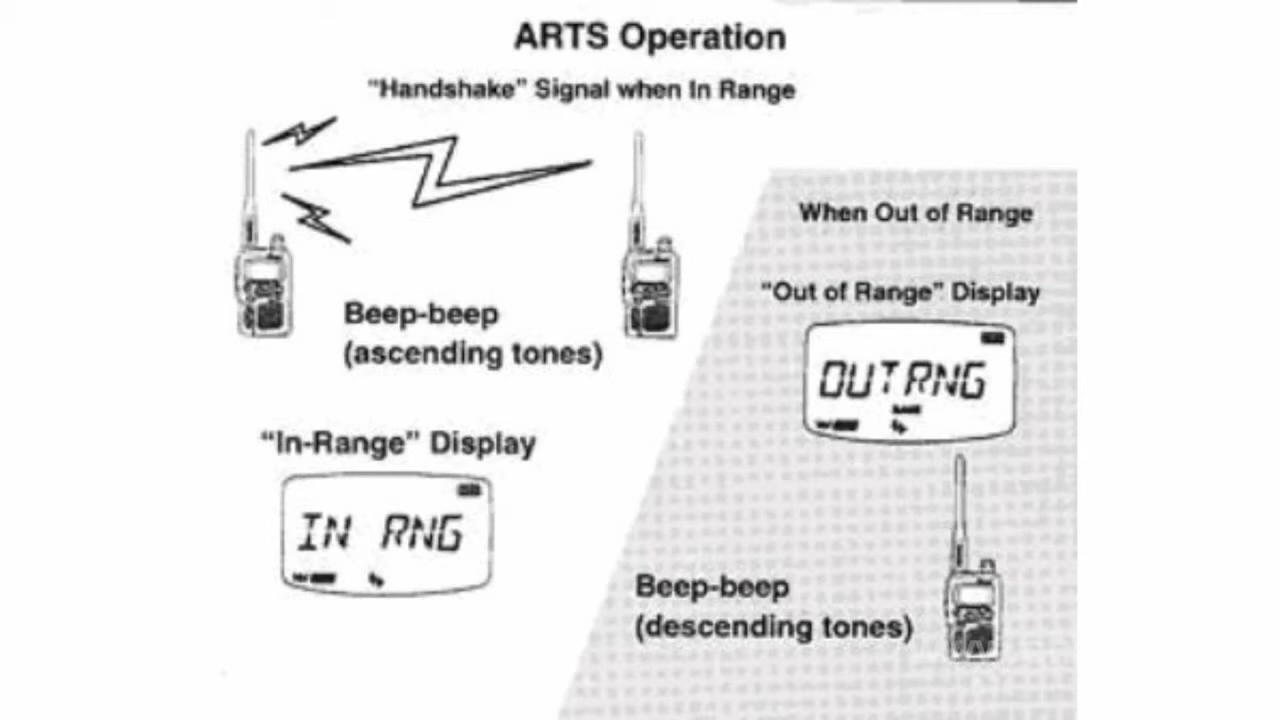 ARTS Operation
“Handshake” Signal when In Range
Beep-beep
(ascending tones)
“In-Range” Display
IN RNG
When Out of Range
“Out of Range” Display
OUTRNG
Beep-beep
(descending tones)